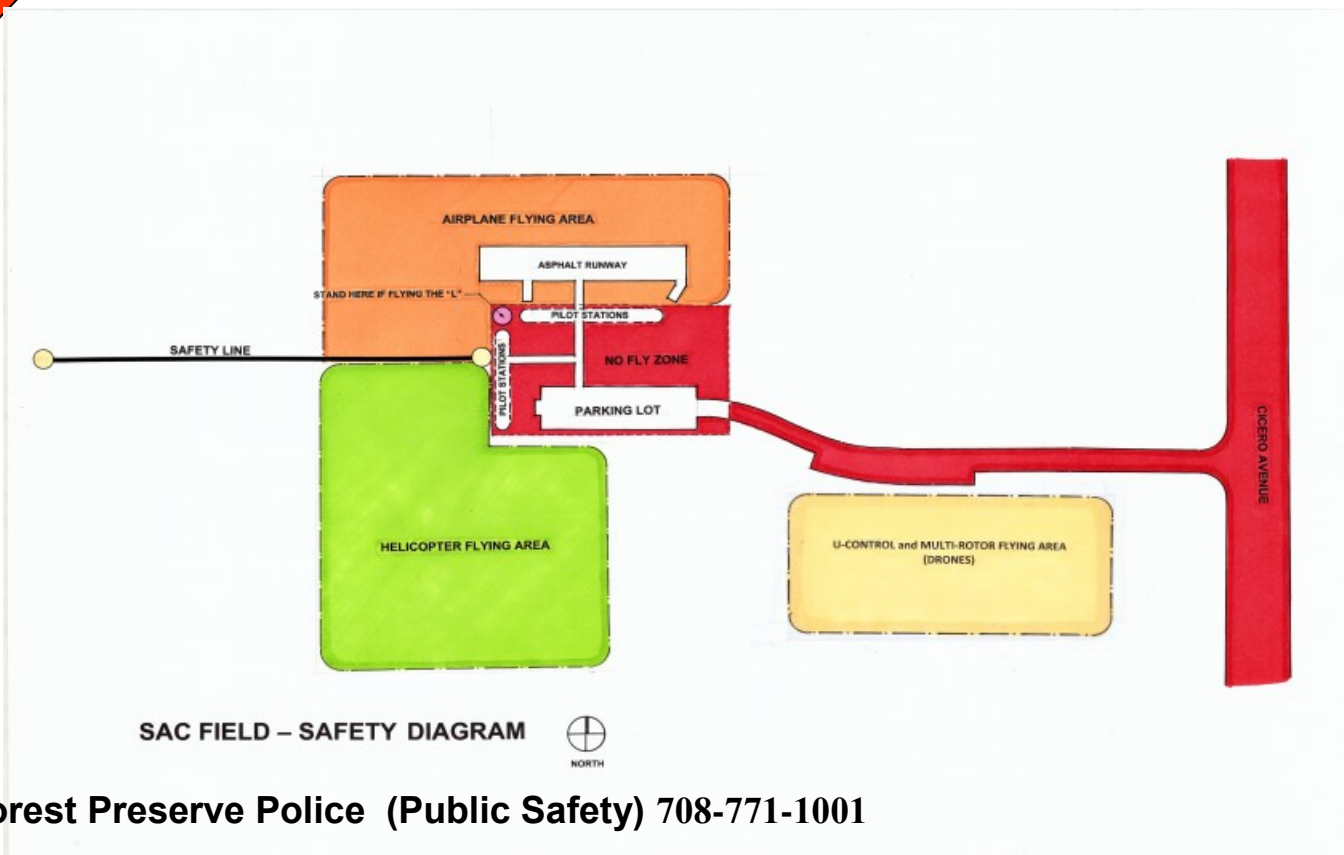 AIRPLANE FLYING AREA
ASPHALT RUNWAY
STAND HERE IF FLYING THE "L"
PILOT STATIONS
SAFETY LINE
PILOT STATIONS
NO FLY ZONE
PARKING LOT
CICERO AVENUE
HELICOPTER FLYING AREA
U-CONTROL and MULTI-ROTOR FLYING AREA
(DRONES)
SAC FIELD – SAFETY DIAGRAM
NORTH
orest Preserve Police (Public Safety) 708-771-1001